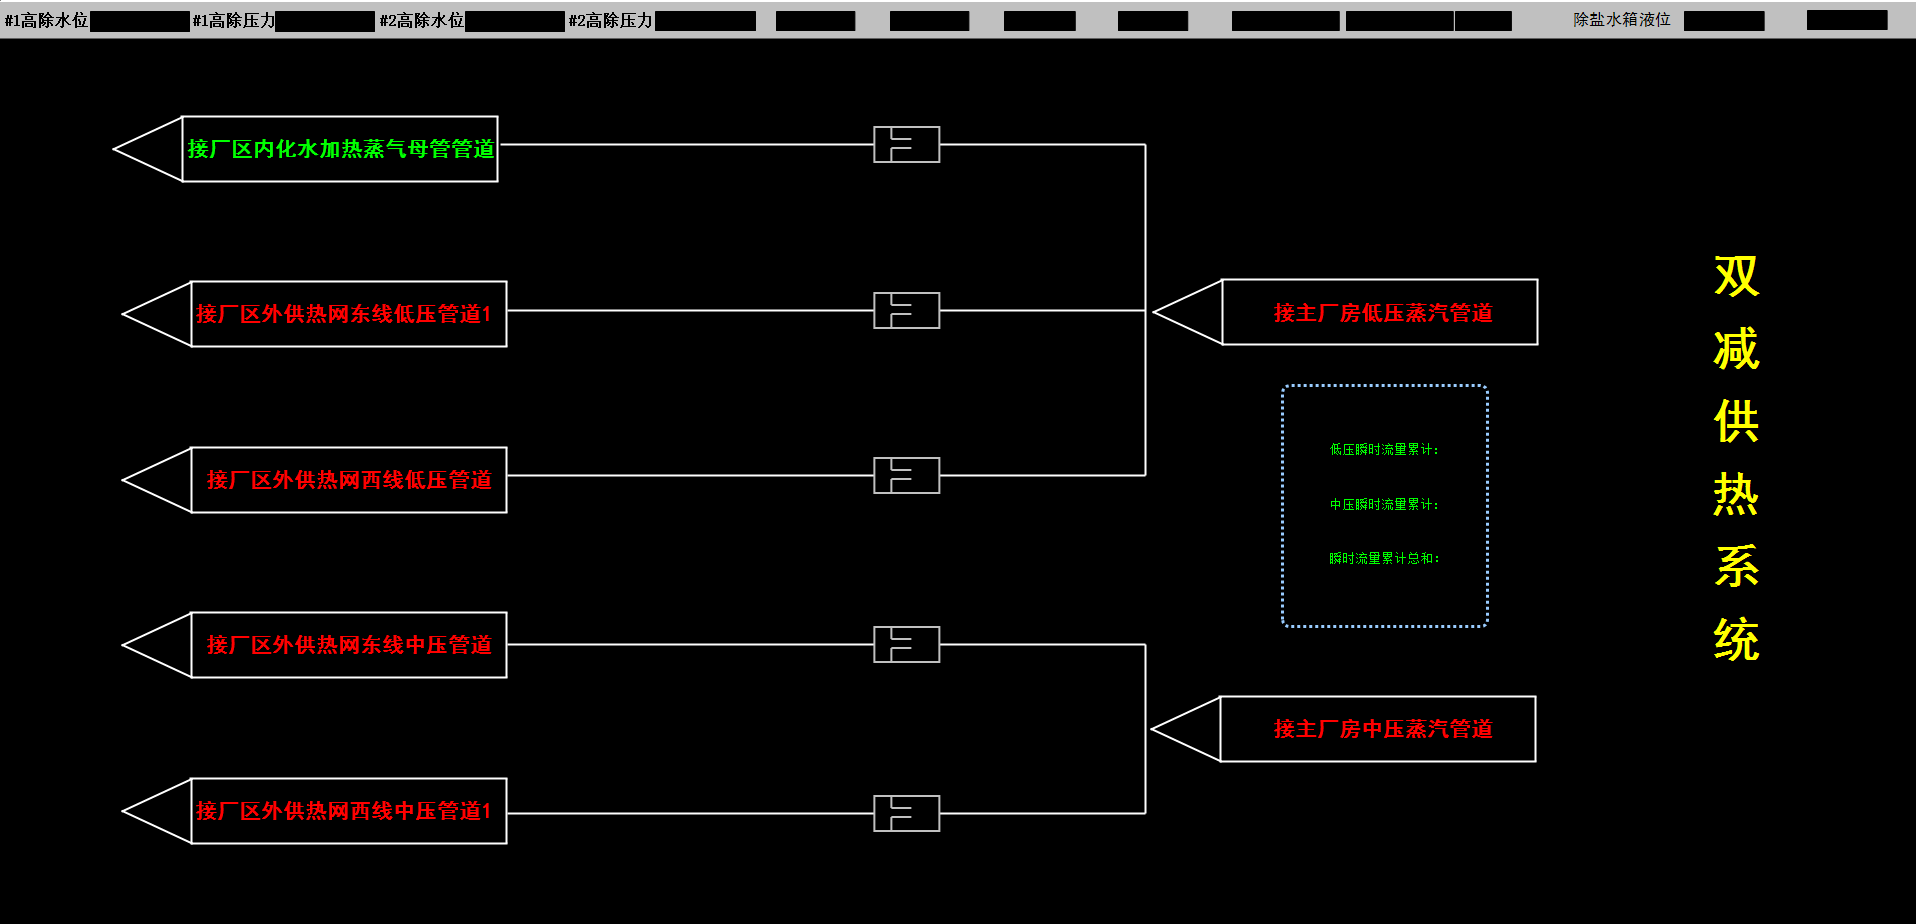 #1高除水位 #1高除压力 #2高除水位 #2高除压力 除盐水箱液位
接厂区内化水加热蒸气母管管道
接厂区外供热网东线低压管道1
接主厂房低压蒸汽管道
低压瞬时流量累计：
接厂区外供热网西线低压管道
中压瞬时流量累计：
瞬时流量累计总和：
接厂区外供热网东线中压管道
接主厂房中压蒸汽管道
接厂区外供热网西线中压管道1
双
减
供
热
系
统